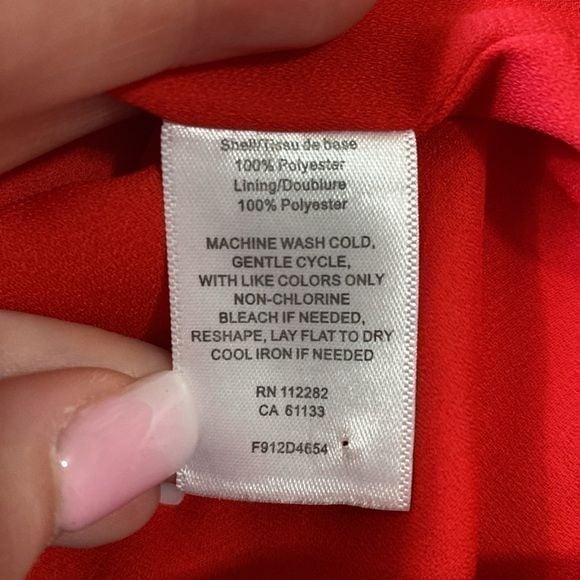 Shell/Tissu de base
100% Polyester
Lining/Doublure
100% Polyester
MACHINE WASH COLD,
GENTLE CYCLE,
WITH LIKE COLORS ONLY
NON-CHLORINE
BLEACH IF NEEDED,
RESHAPE, LAY FLAT TO DRY
COOL IRON IF NEEDED
RN 112282
CA 61133
F912D4654